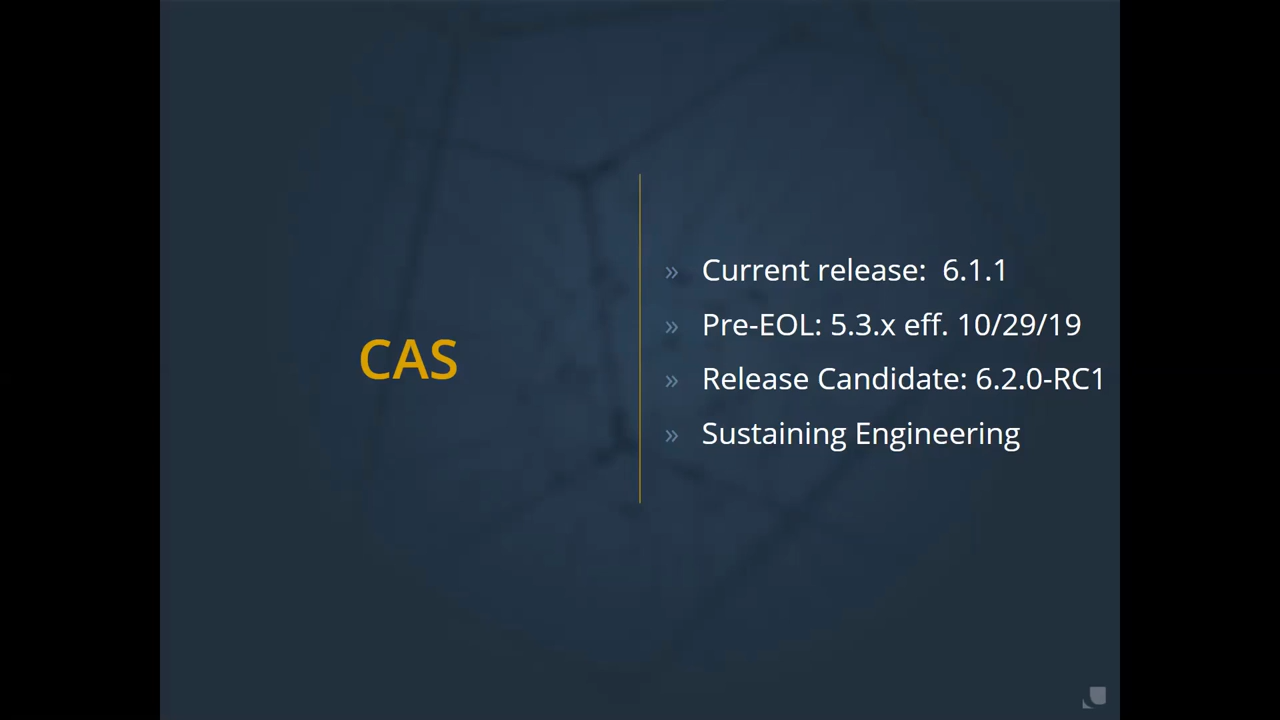 CAS
» Current release: 6.1.1
» Pre-EOL: 5.3.x eff. 10/29/19
» Release Candidate: 6.2.0-RC1
» Sustaining Engineering